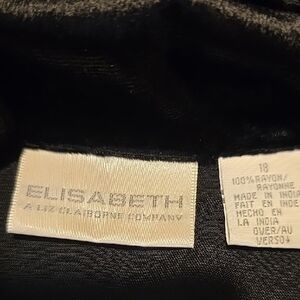 ELISABETH
A LIZ CLAIBORNE COMPANY
18
100%RAYON/
RAYONNE
MADE IN INDIA
FAIT EN INDE
HECHO EN
LA INDIA
OVER/AU
VERSO↓